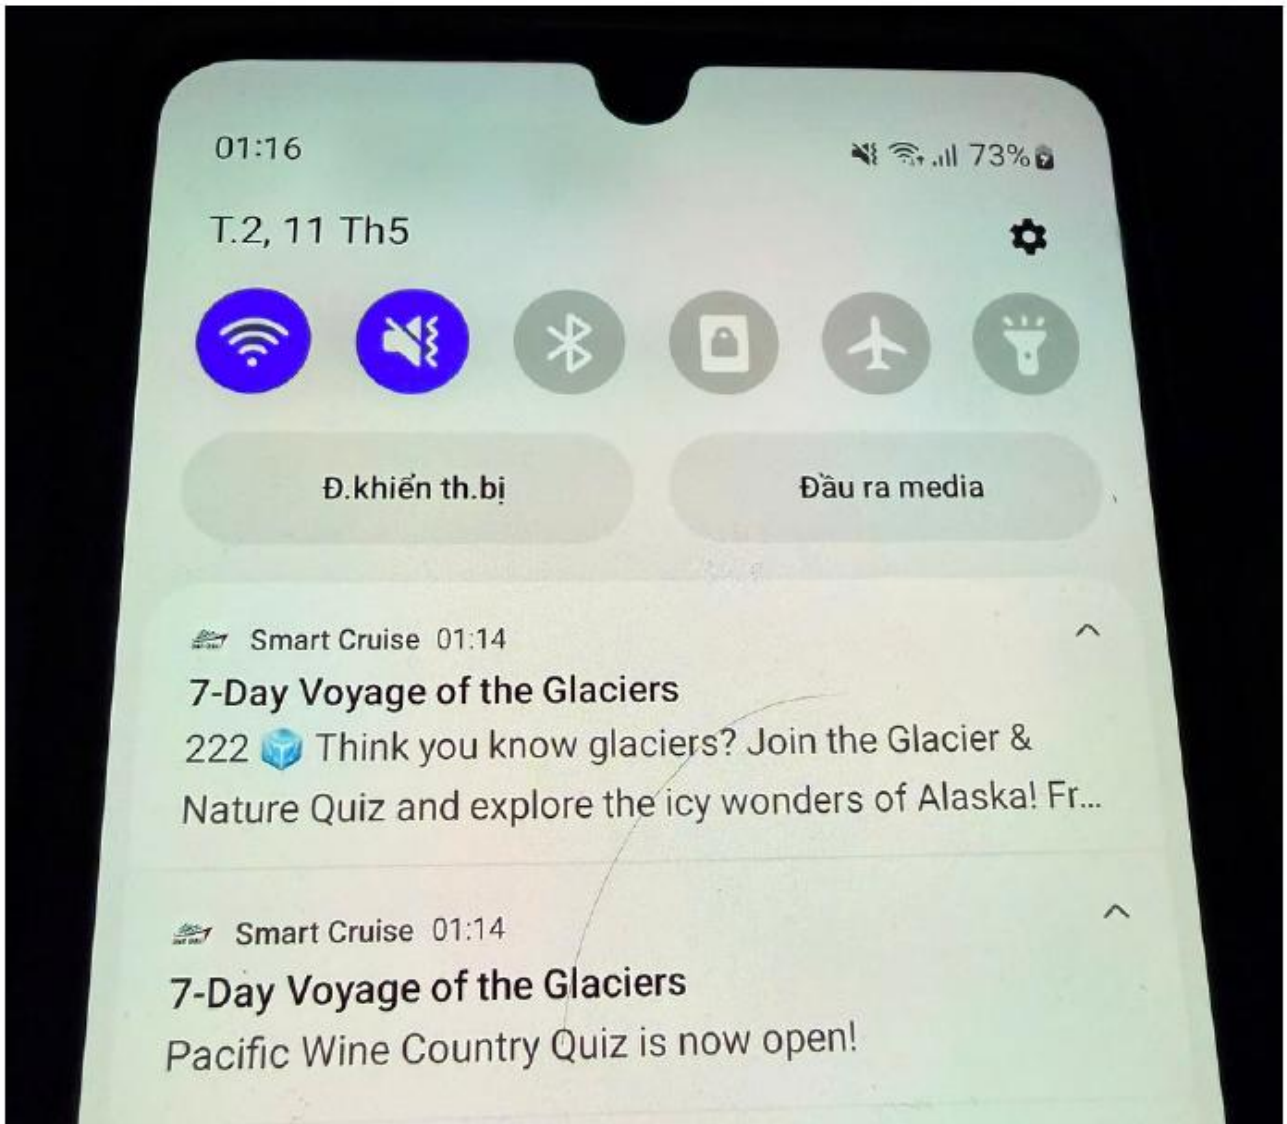 01:16
73%
T.2, 11 Th5
Đ.khiển th.bị
Đầu ra media
Smart Cruise 01:14
7-Day Voyage of the Glaciers
222 🧊 Think you know glaciers? Join the Glacier &
Nature Quiz and explore the icy wonders of Alaska! Fr...
Smart Cruise 01:14
7-Day Voyage of the Glaciers
Pacific Wine Country Quiz is now open!